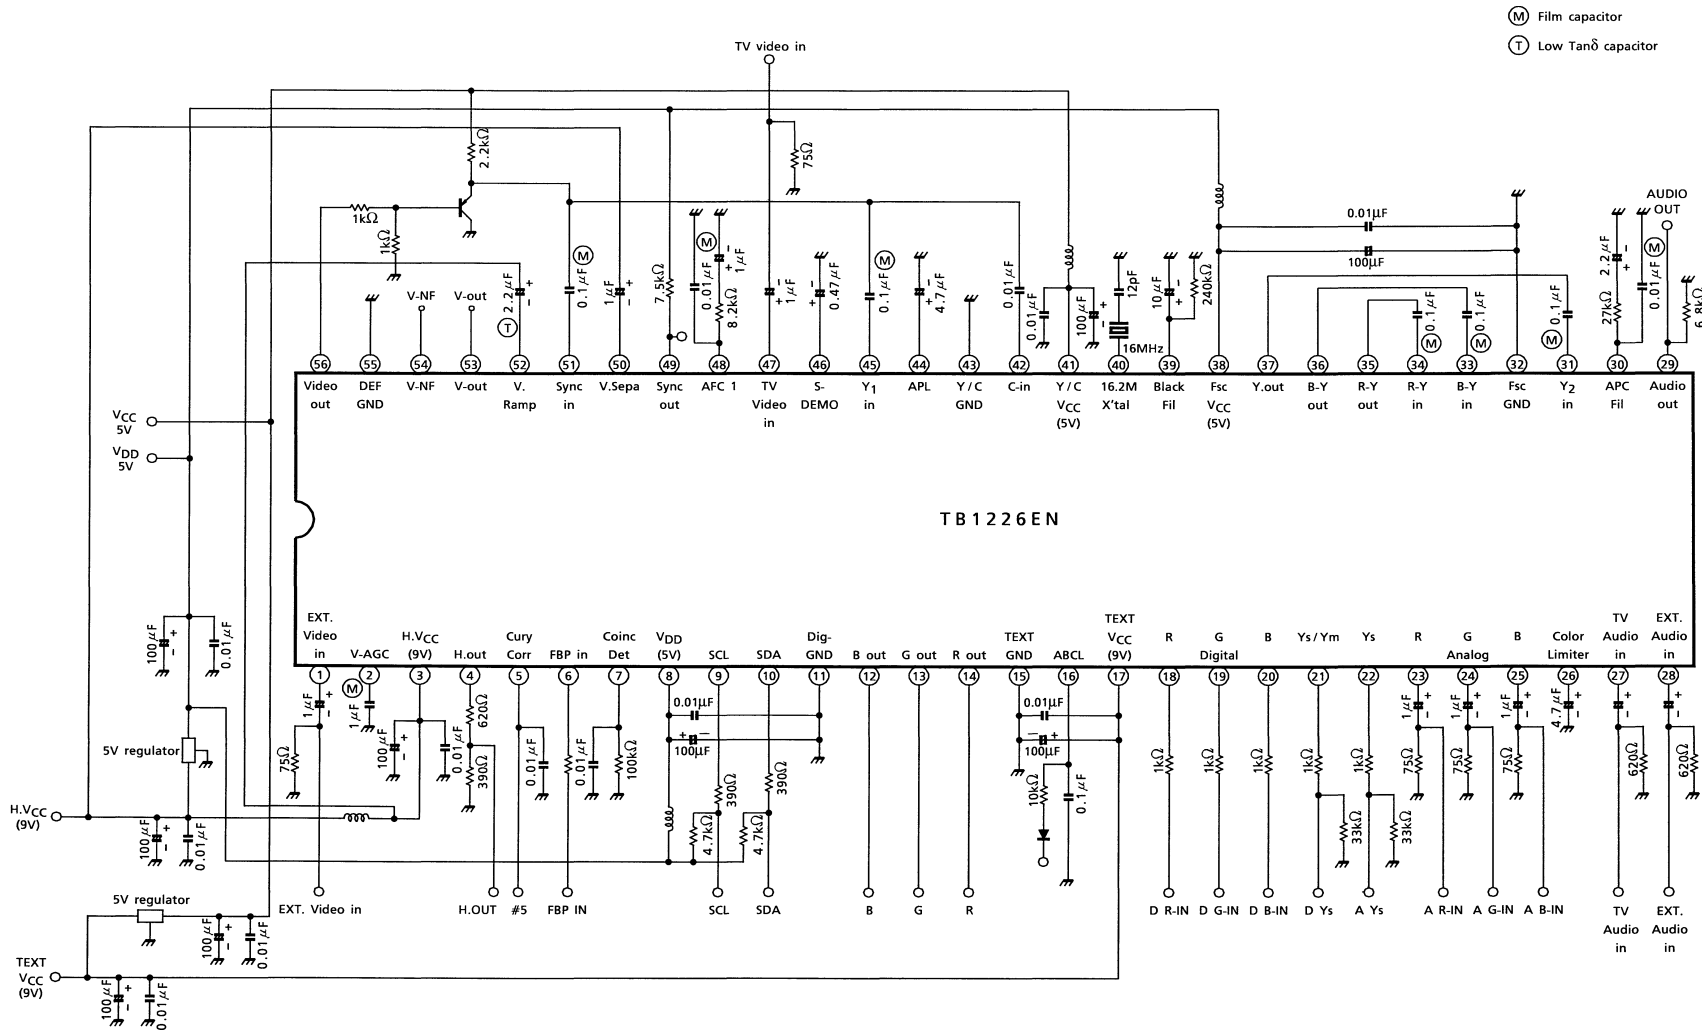 M Film capacitor
T Low Tanδ capacitor
TV video in
2.2kΩ
75Ω
1kΩ
1kΩ
AUDIO
OUT
0.01μF
100μF
V-NF
V-out
2.2μF
T
0.1μF
M
1μF
7.5kΩ
0.01μF
M
1μF
8.2kΩ
1μF
0.47μF
0.1μF
M
4.7μF
0.01μF
0.01μF
100μF
12pF
16MHz
10μF
240kΩ
0.1μF
M
0.1μF
M
0.1μF
M
2.2μF
27kΩ
0.01μF
M
6.8kΩ
56 55 54 53 52 51 50 49 48 47 46 45 44 43 42 41 40 39 38 37 36 35 34 33 32 31 30 29
Video out
DEF GND
V-NF
V-out
V. Ramp
Sync in
V.Sepa
Sync out
AFC 1
TV Video in
S-DEMO
Y1 in
APL
Y/C GND
C-in
Y/C VCC (5V)
16.2M X'tal
Black Fil
Fsc VCC (5V)
Y.out
B-Y out
R-Y out
R-Y in
B-Y in
Fsc GND
Y2 in
APC Fil
Audio out
VCC
5V
VDD
5V
TB1226EN
EXT. Video in
V-AGC
H.VCC (9V)
H.out
Cury Corr
FBP in
Coinc Det
VDD (5V)
SCL
SDA
Dig-GND
B out
G out
R out
TEXT GND
ABCL
TEXT VCC (9V)
R
G
B
Digital
Ys/Ym
Ys
R
G
B
Analog
Color Limiter
TV Audio in
EXT. Audio in
1 2 3 4 5 6 7 8 9 10 11 12 13 14 15 16 17 18 19 20 21 22 23 24 25 26 27 28
100μF
0.01μF
5V regulator
H.VCC
(9V)
100μF
0.01μF
1μF
75Ω
M
1μF
100μF
0.01μF
620Ω
390Ω
0.01μF
0.01μF
100kΩ
0.01μF
100μF
390Ω
4.7kΩ
390Ω
4.7kΩ
0.01μF
100μF
10kΩ
0.1μF
1kΩ
1kΩ
1kΩ
1kΩ
33kΩ
1kΩ
33kΩ
1μF
75Ω
1μF
75Ω
1μF
75Ω
4.7μF
620Ω
620Ω
EXT. Video in
H.OUT
#5
FBP IN
SCL
SDA
B
G
R
D R-IN
D G-IN
D B-IN
D Ys
A Ys
A R-IN
A G-IN
A B-IN
TV
Audio
in
EXT.
Audio
in
5V regulator
100μF
0.01μF
TEXT
VCC
(9V)
100μF
0.01μF